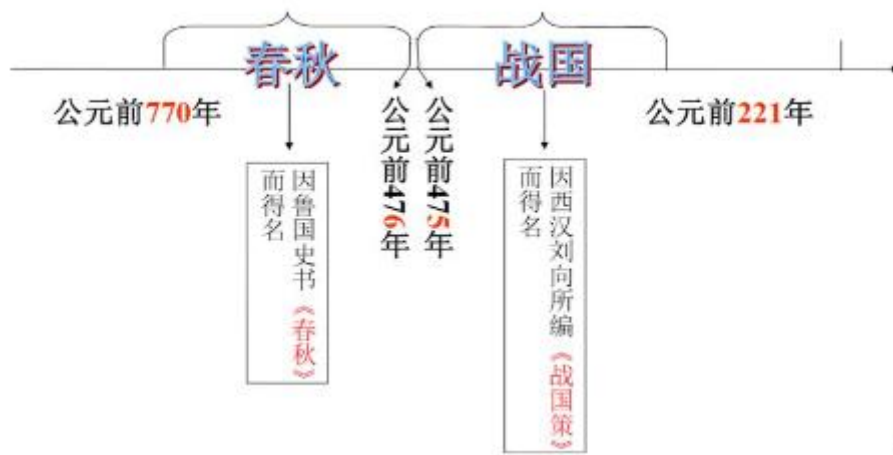 春秋
战国
公元前770年
公元前476年
公元前475年
公元前221年
因鲁国史书《春秋》
而得名
因西汉刘向所编《战国策》
而得名